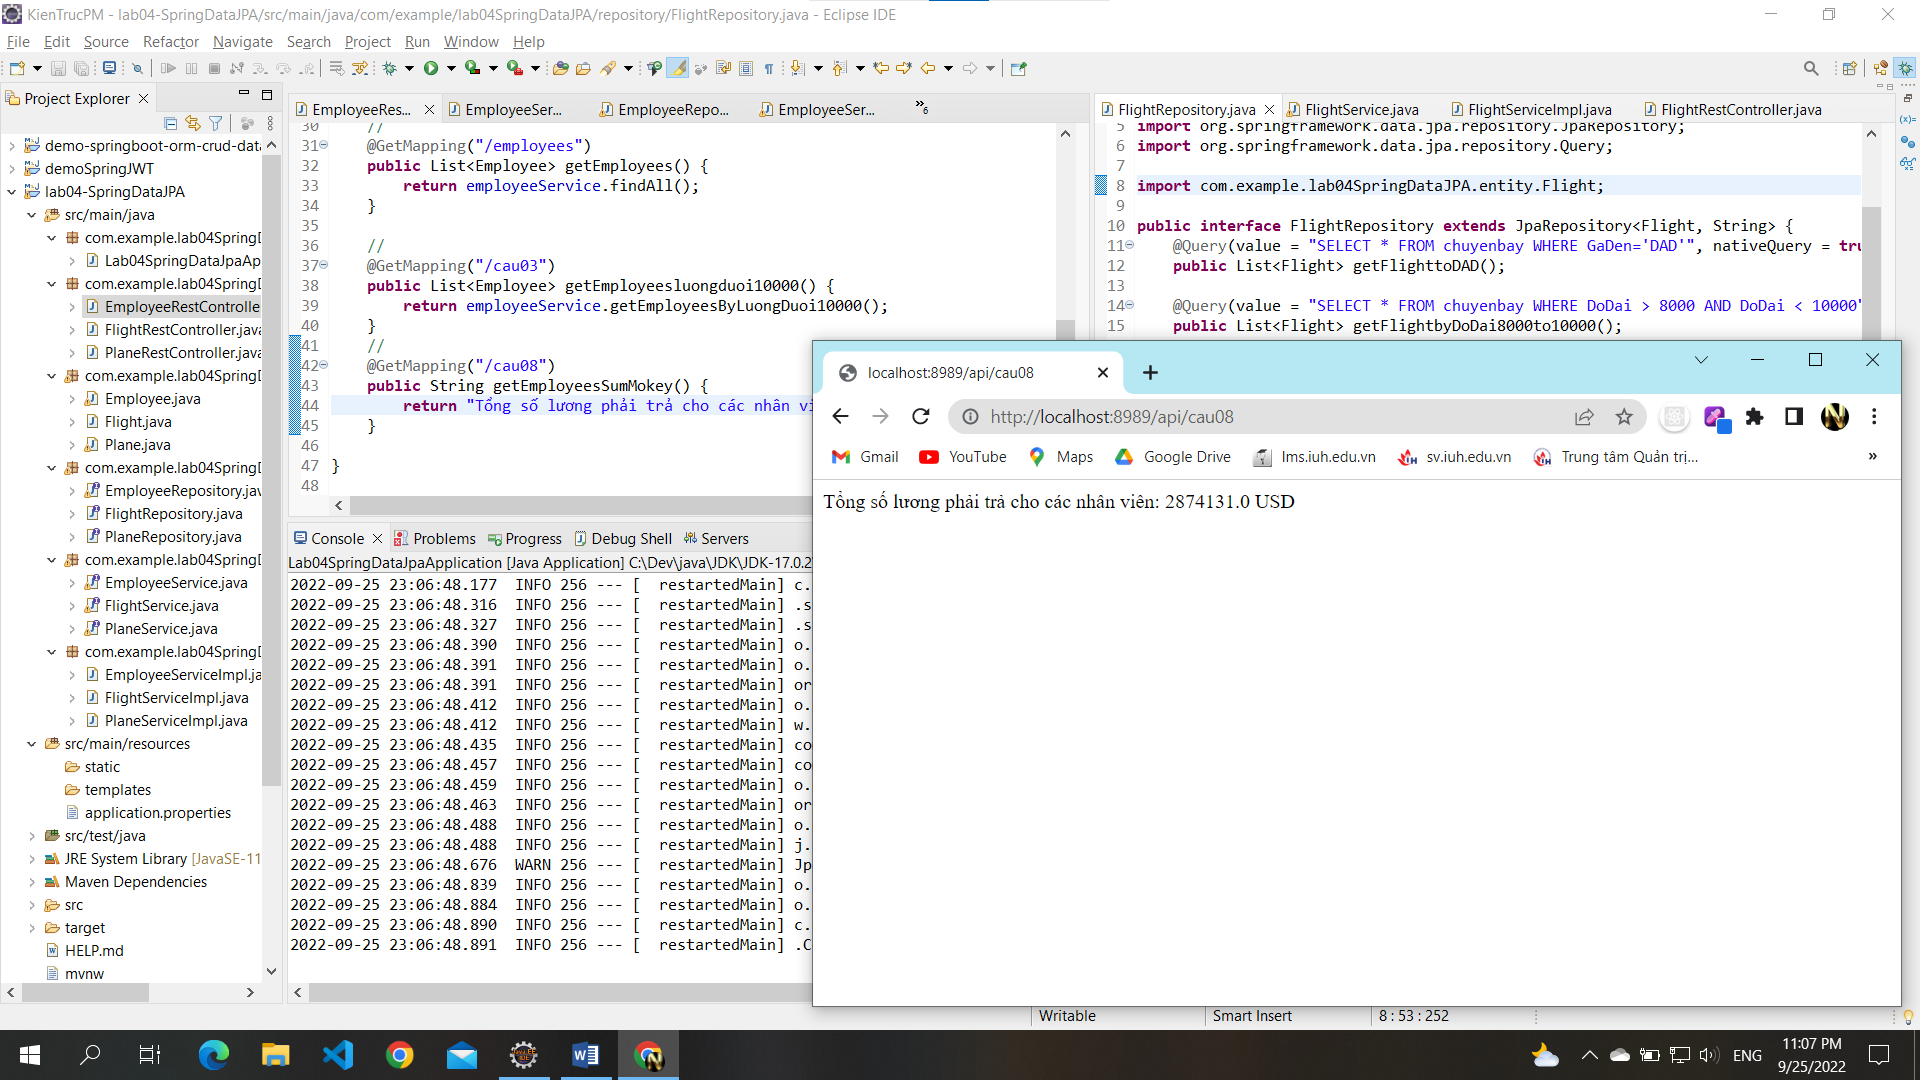 KienTrucPM - lab04-SpringDataJPA/src/main/java/com/example/lab04SpringDataJPA/repository/FlightRepository.java - Eclipse IDE
File Edit Source Refactor Navigate Search Project Run Window Help
Project Explorer
demo-springboot-orm-crud-dat
demoSpringJWT
lab04-SpringDataJPA
src/main/java
com.example.lab04Spring
Lab04SpringDataJpaAp
com.example.lab04Spring
EmployeeRestControlle
FlightRestController.java
PlaneRestController.java
com.example.lab04Spring
Employee.java
Flight.java
Plane.java
com.example.lab04Spring
EmployeeRepository.jav
FlightRepository.java
PlaneRepository.java
com.example.lab04Spring
EmployeeService.java
FlightService.java
PlaneService.java
com.example.lab04Spring
EmployeeServiceImpl.ja
FlightServiceImpl.java
PlaneServiceImpl.java
src/main/resources
static
templates
application.properties
src/test/java
JRE System Library [JavaSE-11
Maven Dependencies
src
target
HELP.md
mvnw
EmployeeRes... EmployeeSer... EmployeeRepo... EmployeeSer... »6
30 //
31 @GetMapping("/employees")
32 public List<Employee> getEmployees() {
33 return employeeService.findAll();
34 }
35
36 //
37 @GetMapping("/cau03")
38 public List<Employee> getEmployeesluongduoi10000() {
39 return employeeService.getEmployeesByLuongDuoi10000();
40 }
41 //
42 @GetMapping("/cau08")
43 public String getEmployeesSumMokey() {
44 return "Tổng số lương phải trả cho các nhân vi
45 }
46
47 }
48
FlightRepository.java FlightService.java FlightServiceImpl.java FlightRestController.java
5 import org.springframework.data.jpa.repository.JpaRepository;
6 import org.springframework.data.jpa.repository.Query;
7
8 import com.example.lab04SpringDataJPA.entity.Flight;
9
10 public interface FlightRepository extends JpaRepository<Flight, String> {
11 @Query(value = "SELECT * FROM chuyenbay WHERE GaDen='DAD'", nativeQuery = tru
12 public List<Flight> getFlighttoDAD();
13
14 @Query(value = "SELECT * FROM chuyenbay WHERE DoDai > 8000 AND DoDai < 10000"
15 public List<Flight> getFlightbyDoDai8000to10000();
Console Problems Progress Debug Shell Servers
Lab04SpringDataJpaApplication [Java Application] C:\Dev\java\JDK\JDK-17.0.2
2022-09-25 23:06:48.177 INFO 256 --- [ restartedMain] c.
2022-09-25 23:06:48.316 INFO 256 --- [ restartedMain] .s
2022-09-25 23:06:48.327 INFO 256 --- [ restartedMain] .s
2022-09-25 23:06:48.390 INFO 256 --- [ restartedMain] o.
2022-09-25 23:06:48.391 INFO 256 --- [ restartedMain] o.
2022-09-25 23:06:48.391 INFO 256 --- [ restartedMain] or
2022-09-25 23:06:48.412 INFO 256 --- [ restartedMain] o.
2022-09-25 23:06:48.412 INFO 256 --- [ restartedMain] w.
2022-09-25 23:06:48.435 INFO 256 --- [ restartedMain] co
2022-09-25 23:06:48.457 INFO 256 --- [ restartedMain] co
2022-09-25 23:06:48.459 INFO 256 --- [ restartedMain] o.
2022-09-25 23:06:48.463 INFO 256 --- [ restartedMain] or
2022-09-25 23:06:48.488 INFO 256 --- [ restartedMain] o.
2022-09-25 23:06:48.488 INFO 256 --- [ restartedMain] j.
2022-09-25 23:06:48.676 WARN 256 --- [ restartedMain] Jp
2022-09-25 23:06:48.839 INFO 256 --- [ restartedMain] o.
2022-09-25 23:06:48.884 INFO 256 --- [ restartedMain] o.
2022-09-25 23:06:48.890 INFO 256 --- [ restartedMain] c.
2022-09-25 23:06:48.891 INFO 256 --- [ restartedMain] .C
localhost:8989/api/cau08
http://localhost:8989/api/cau08
Gmail YouTube Maps Google Drive lms.iuh.edu.vn sv.iuh.edu.vn Trung tâm Quản trị... »
Tổng số lương phải trả cho các nhân viên: 2874131.0 USD
Writable Smart Insert 8 : 53 : 252
ENG 11:07 PM
9/25/2022